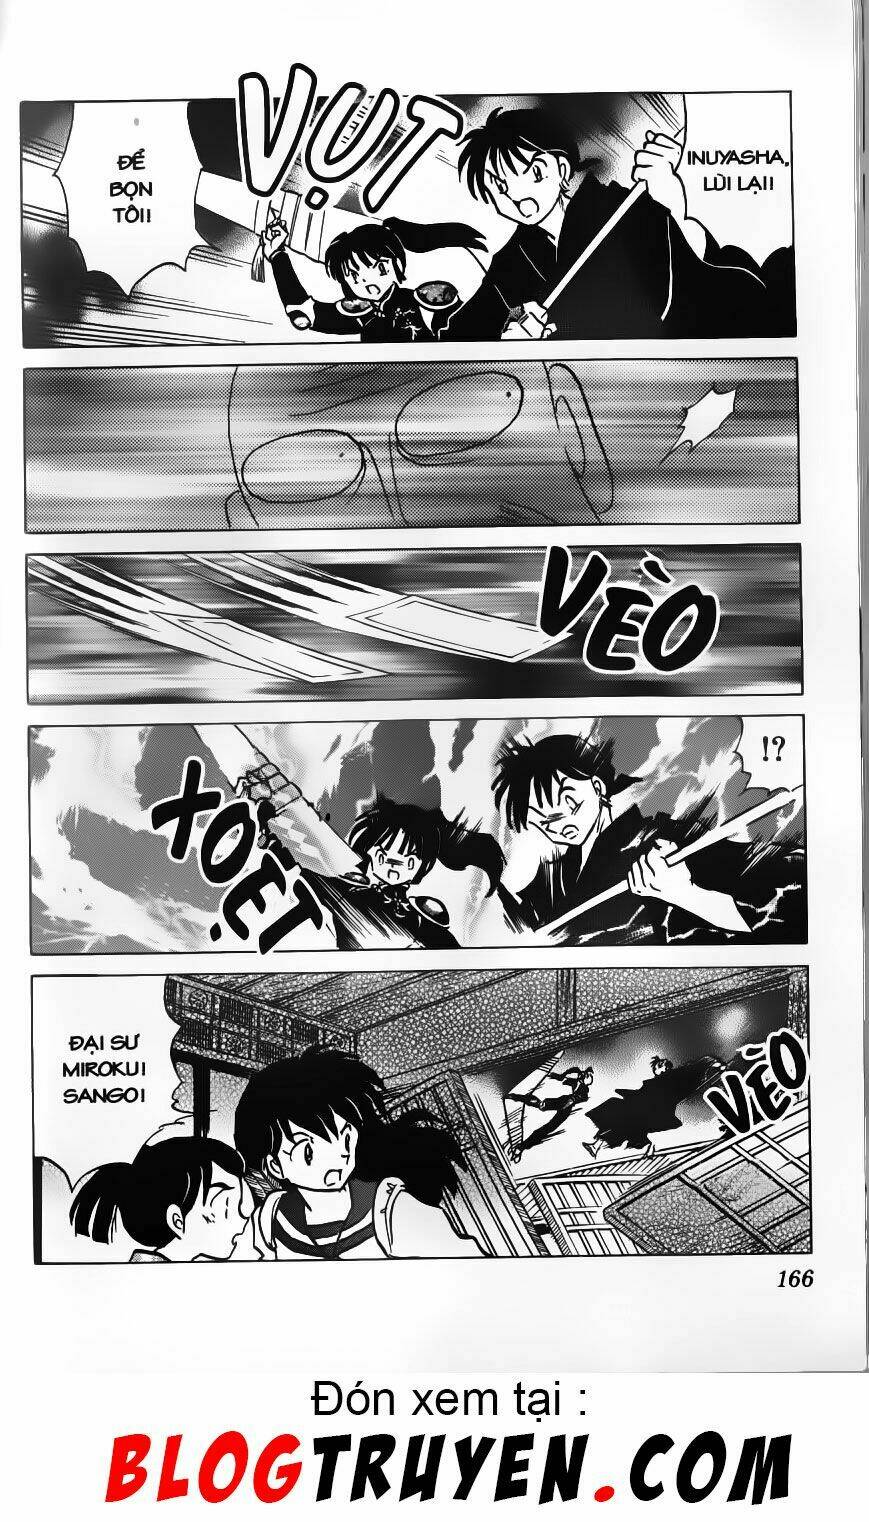 VỤT
INUYASHA,
LÙI LẠI!
ĐỂ
BỌN
TÔI!
VÈO
!?
XOẸT
ĐẠI SƯ
MIROKU!
SANGO!
VÈO
166
Đón xem tại :
BLOGTRUYEN.COM